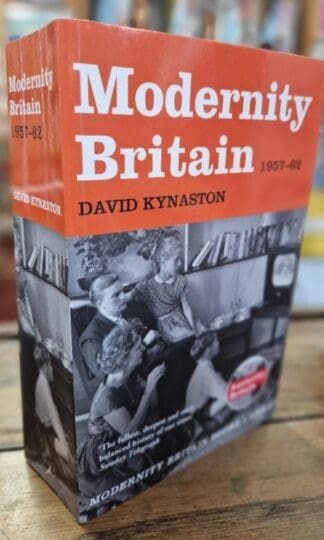 Modernity
Britain 1957–62
DAVID KYNASTON
'The fullest, deepest and most
balanced history of our times'
Sunday Telegraph
MODERNITY BRITAIN
Modernity
Britain
1957–62
DAVID KYNASTON